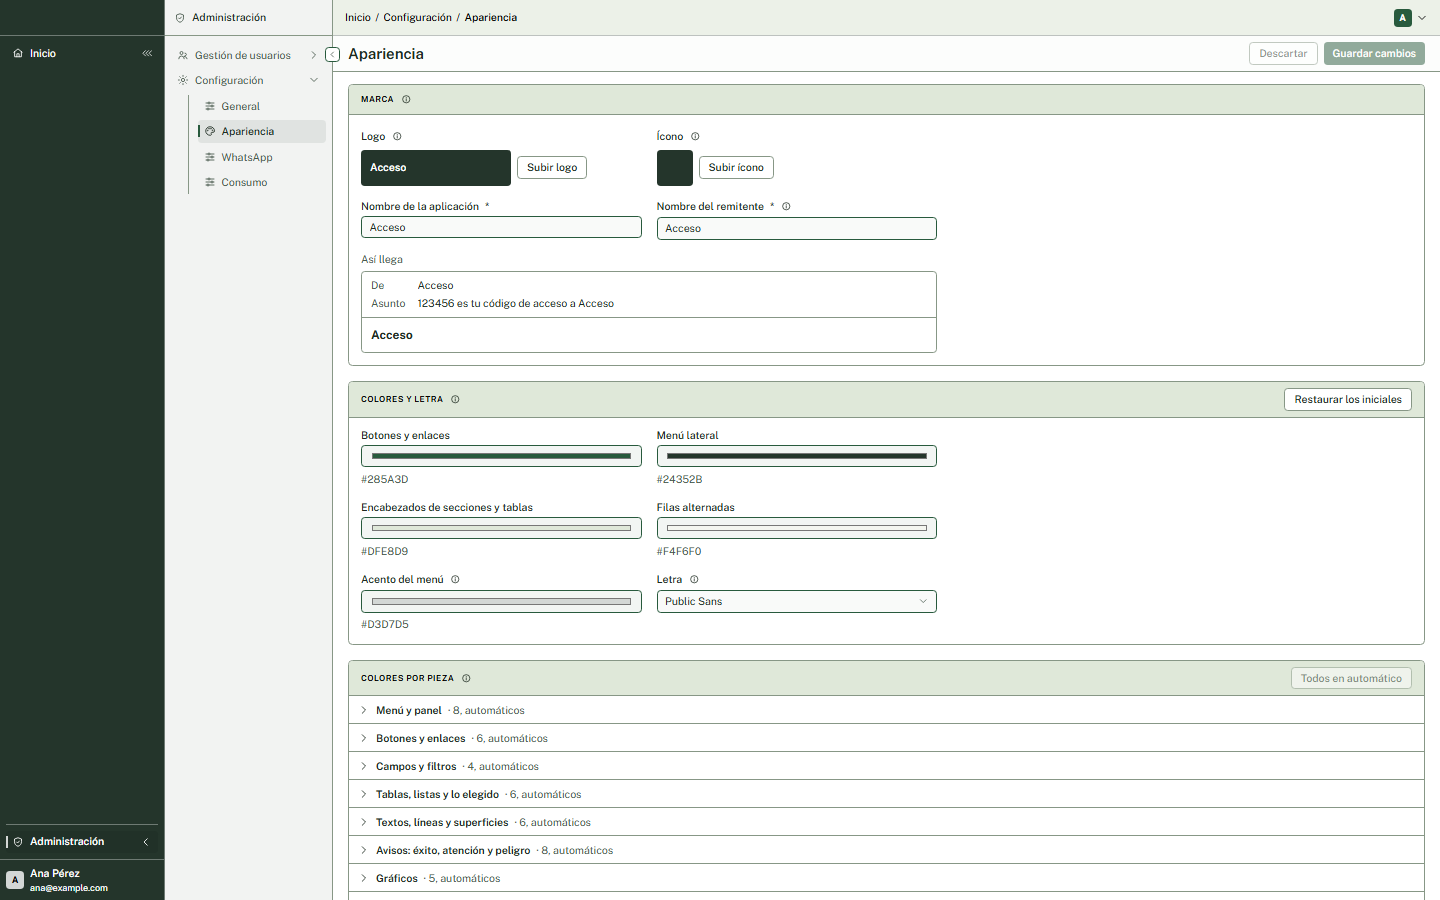 Inicio
Administración
Ana Pérez
A
ana@example.com
Administración
Gestión de usuarios
Configuración
General
Apariencia
WhatsApp
Consumo
Inicio / Configuración / Apariencia
A
Apariencia
Descartar
Guardar cambios
MARCA
Logo
Ícono
Acceso
Subir logo
Subir ícono
Nombre de la aplicación *
Nombre del remitente *
Acceso
Acceso
Así llega
De Acceso
Asunto 123456 es tu código de acceso a Acceso
Acceso
COLORES Y LETRA
Restaurar los iniciales
Botones y enlaces
Menú lateral
#285A3D
#24352B
Encabezados de secciones y tablas
Filas alternadas
#DFE8D9
#F4F6F0
Acento del menú
Letra
Public Sans
#D3D7D5
COLORES POR PIEZA
Todos en automático
Menú y panel · 8, automáticos
Botones y enlaces · 6, automáticos
Campos y filtros · 4, automáticos
Tablas, listas y lo elegido · 6, automáticos
Textos, líneas y superficies · 6, automáticos
Avisos: éxito, atención y peligro · 8, automáticos
Gráficos · 5, automáticos